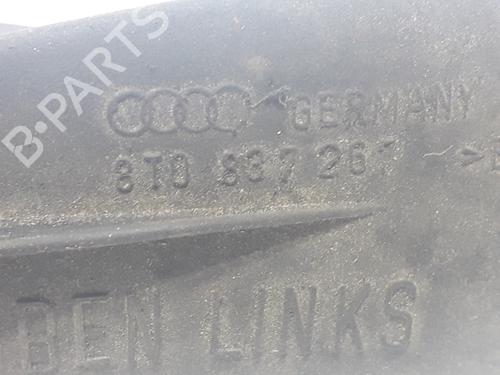 B-PARTS
GERMANY
8T0 837 267
BEN LINKS